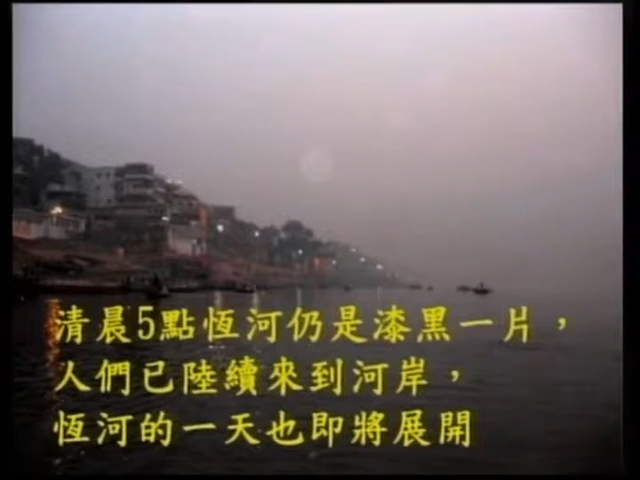 清晨5點恆河仍是漆黑一片，
人們已陸續來到河岸，
恆河的一天也即將展開